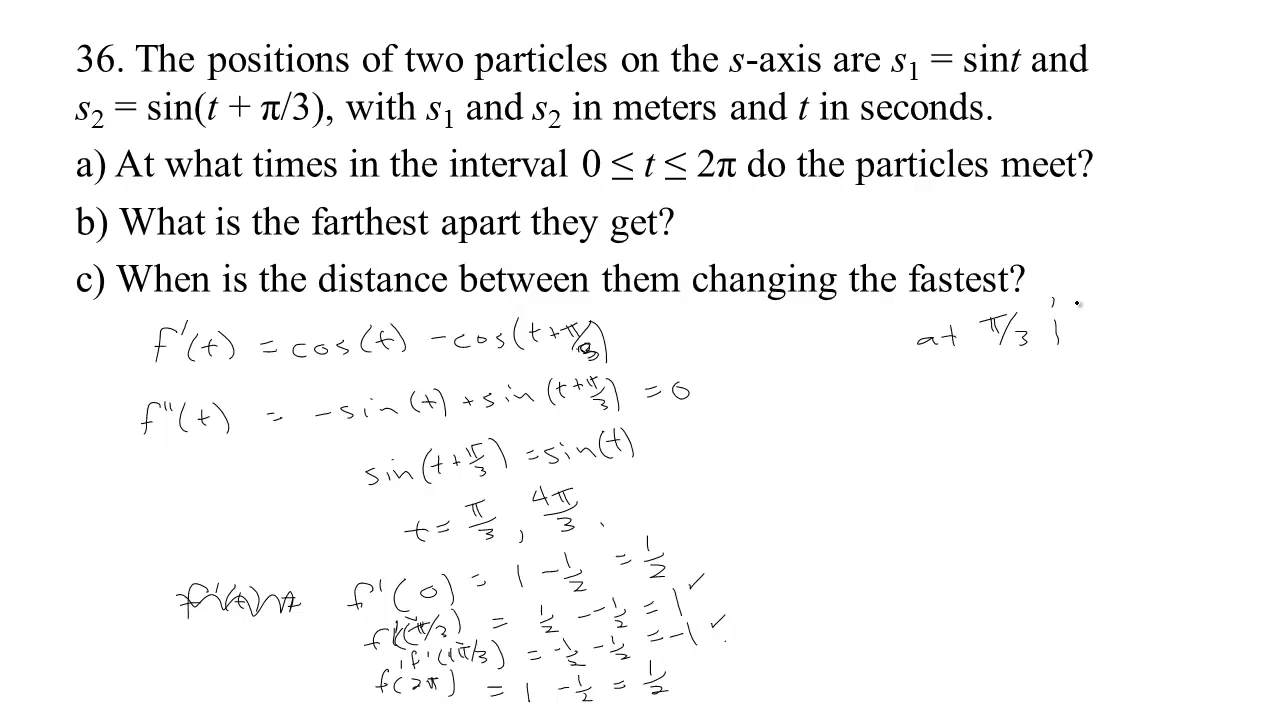 36. The positions of two particles on the s-axis are s₁ = sint and
s₂ = sin(t + π/3), with s₁ and s₂ in meters and t in seconds.
a) At what times in the interval 0 ≤ t ≤ 2π do the particles meet?
b) What is the farthest apart they get?
c) When is the distance between them changing the fastest?
at π/3
f'(t) = cos(t) - cos(t+π/3)
f''(t) = -sin(t) + sin(t+π/3) = 0
sin(t+π/3) = sin(t)
t = π/3, 4π/3
f'(0) = 1 - 1/2 = 1/2
f'(π/3) = 1/2 - -1/2 = 1 ✓
f'(4π/3) = -1/2 - 1/2 = -1 ✓
f(2π) = 1 - 1/2 = 1/2